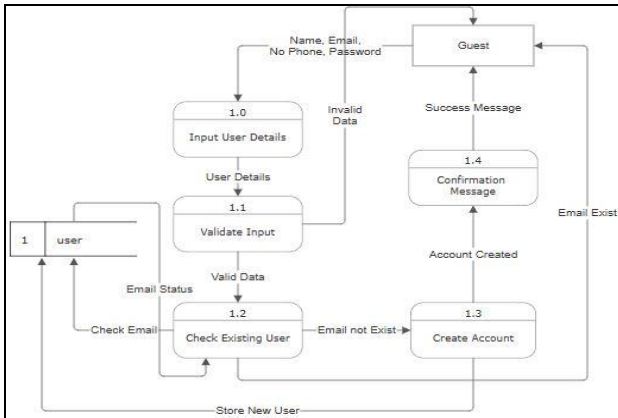 Name, Email,
No Phone, Password
Guest
Invalid
Data
Success Message
1.0
Input User Details
1.4
Confirmation
Message
User Details
1.1
Validate Input
Email Exist
1
user
Account Created
Valid Data
Email Status
1.2
Check Existing User
Check Email
Email not Exist
1.3
Create Account
Store New User